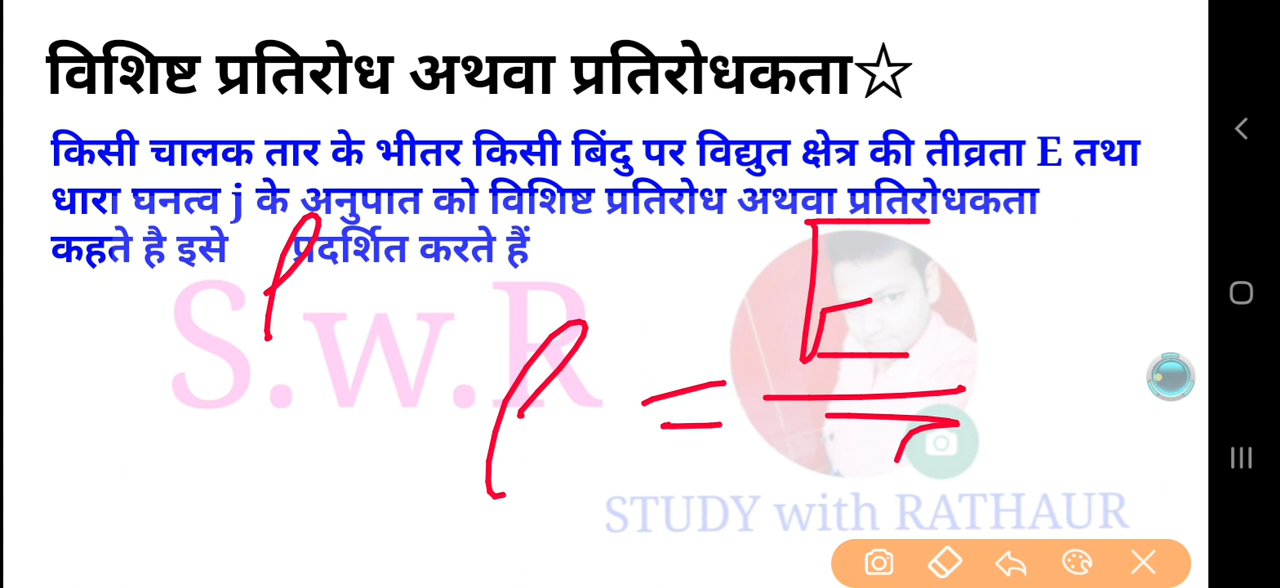 विशिष्ट प्रतिरोध अथवा प्रतिरोधकता☆
किसी चालक तार के भीतर किसी बिंदु पर विद्युत क्षेत्र की तीव्रता E तथा
धारा घनत्व j के अनुपात को विशिष्ट प्रतिरोध अथवा प्रतिरोधकता
कहते है इसे ρ प्रदर्शित करते हैं
S.w.R
ρ = E
STUDY with RATHAUR